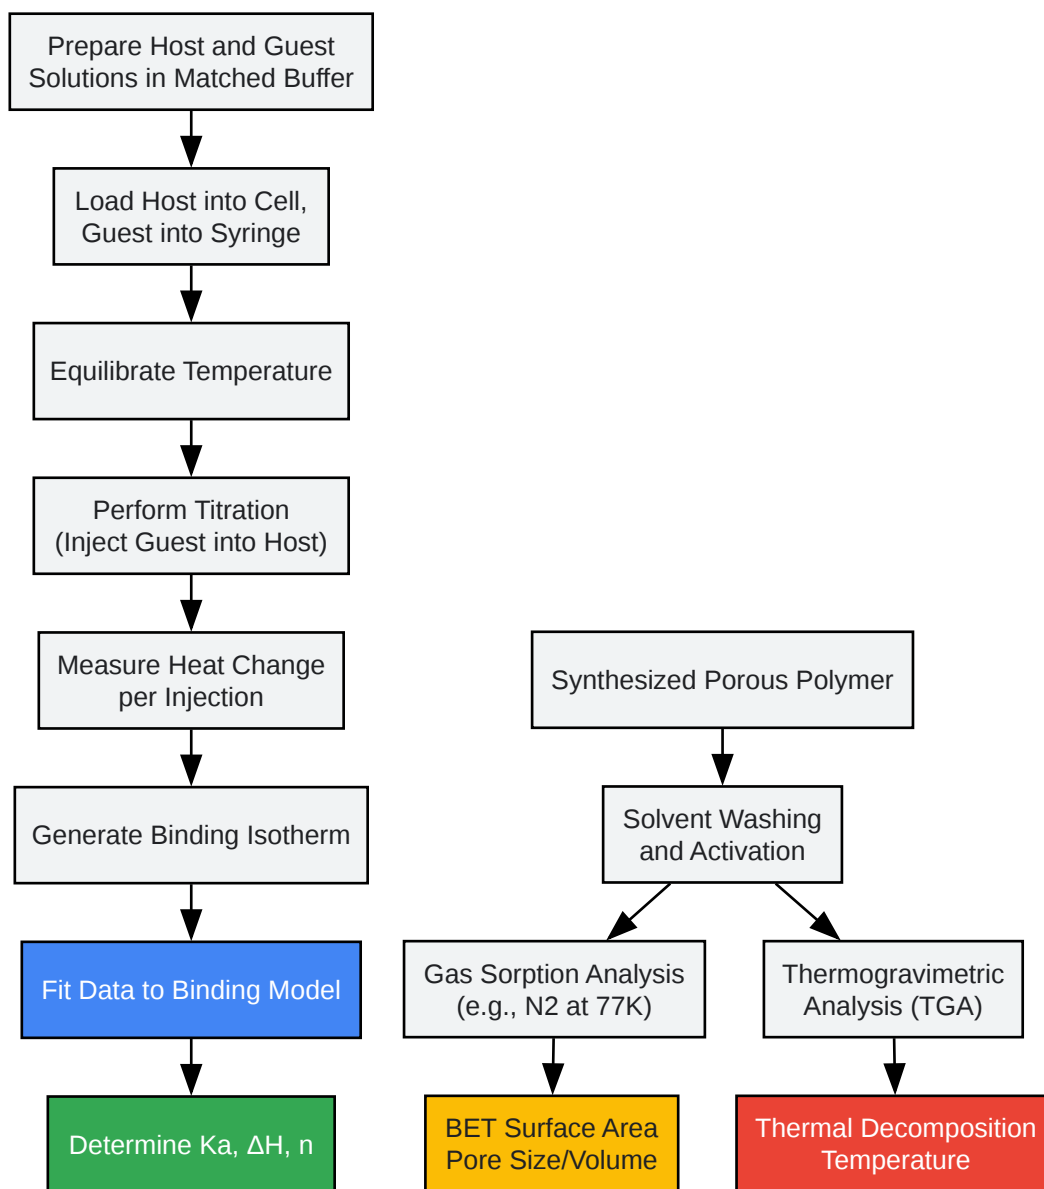 Prepare Host and Guest
Solutions in Matched Buffer
Load Host into Cell,
Guest into Syringe
Equilibrate Temperature
Perform Titration
(Inject Guest into Host)
Measure Heat Change
per Injection
Generate Binding Isotherm
Fit Data to Binding Model
Determine Ka, ΔH, n
Synthesized Porous Polymer
Solvent Washing
and Activation
Gas Sorption Analysis
(e.g., N2 at 77K)
BET Surface Area
Pore Size/Volume
Thermogravimetric
Analysis (TGA)
Thermal Decomposition
Temperature